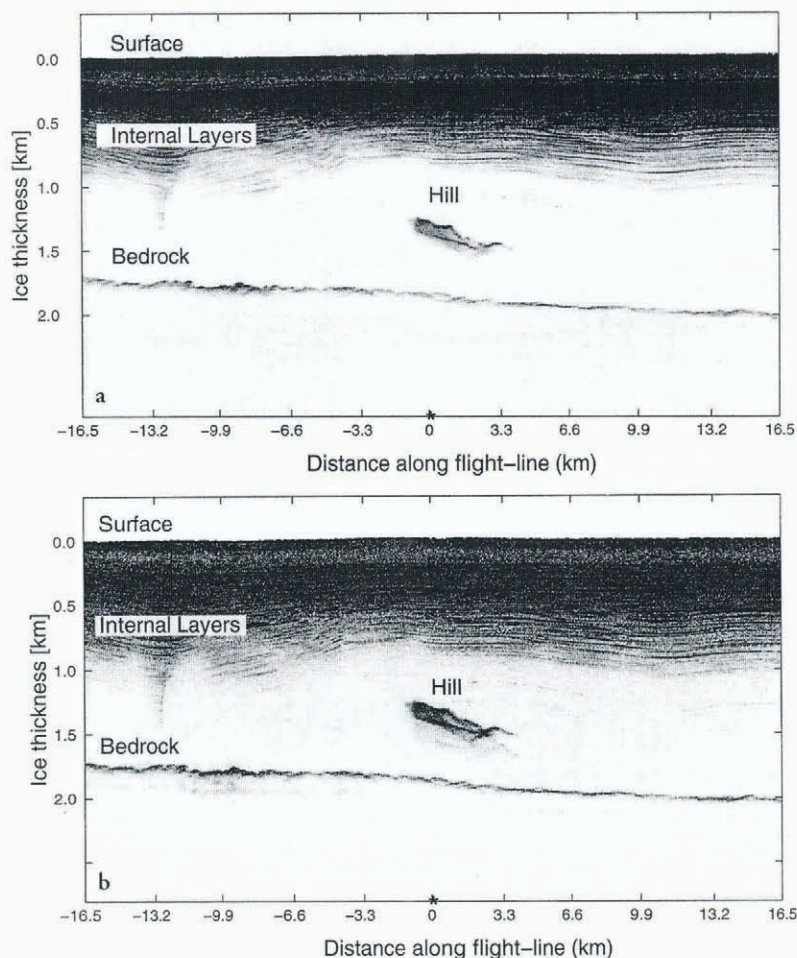 Surface
0.0
0.5
Internal Layers
Ice thickness [km]
1.0
Hill
1.5
Bedrock
2.0
a
*
−16.5 −13.2 −9.9 −6.6 −3.3 0 3.3 6.6 9.9 13.2 16.5
Distance along flight−line (km)
Surface
0.0
0.5
Internal Layers
Ice thickness [km]
1.0
Hill
1.5
Bedrock
2.0
b
*
−16.5 −13.2 −9.9 −6.6 −3.3 0 3.3 6.6 9.9 13.2 16.5
Distance along flight−line (km)